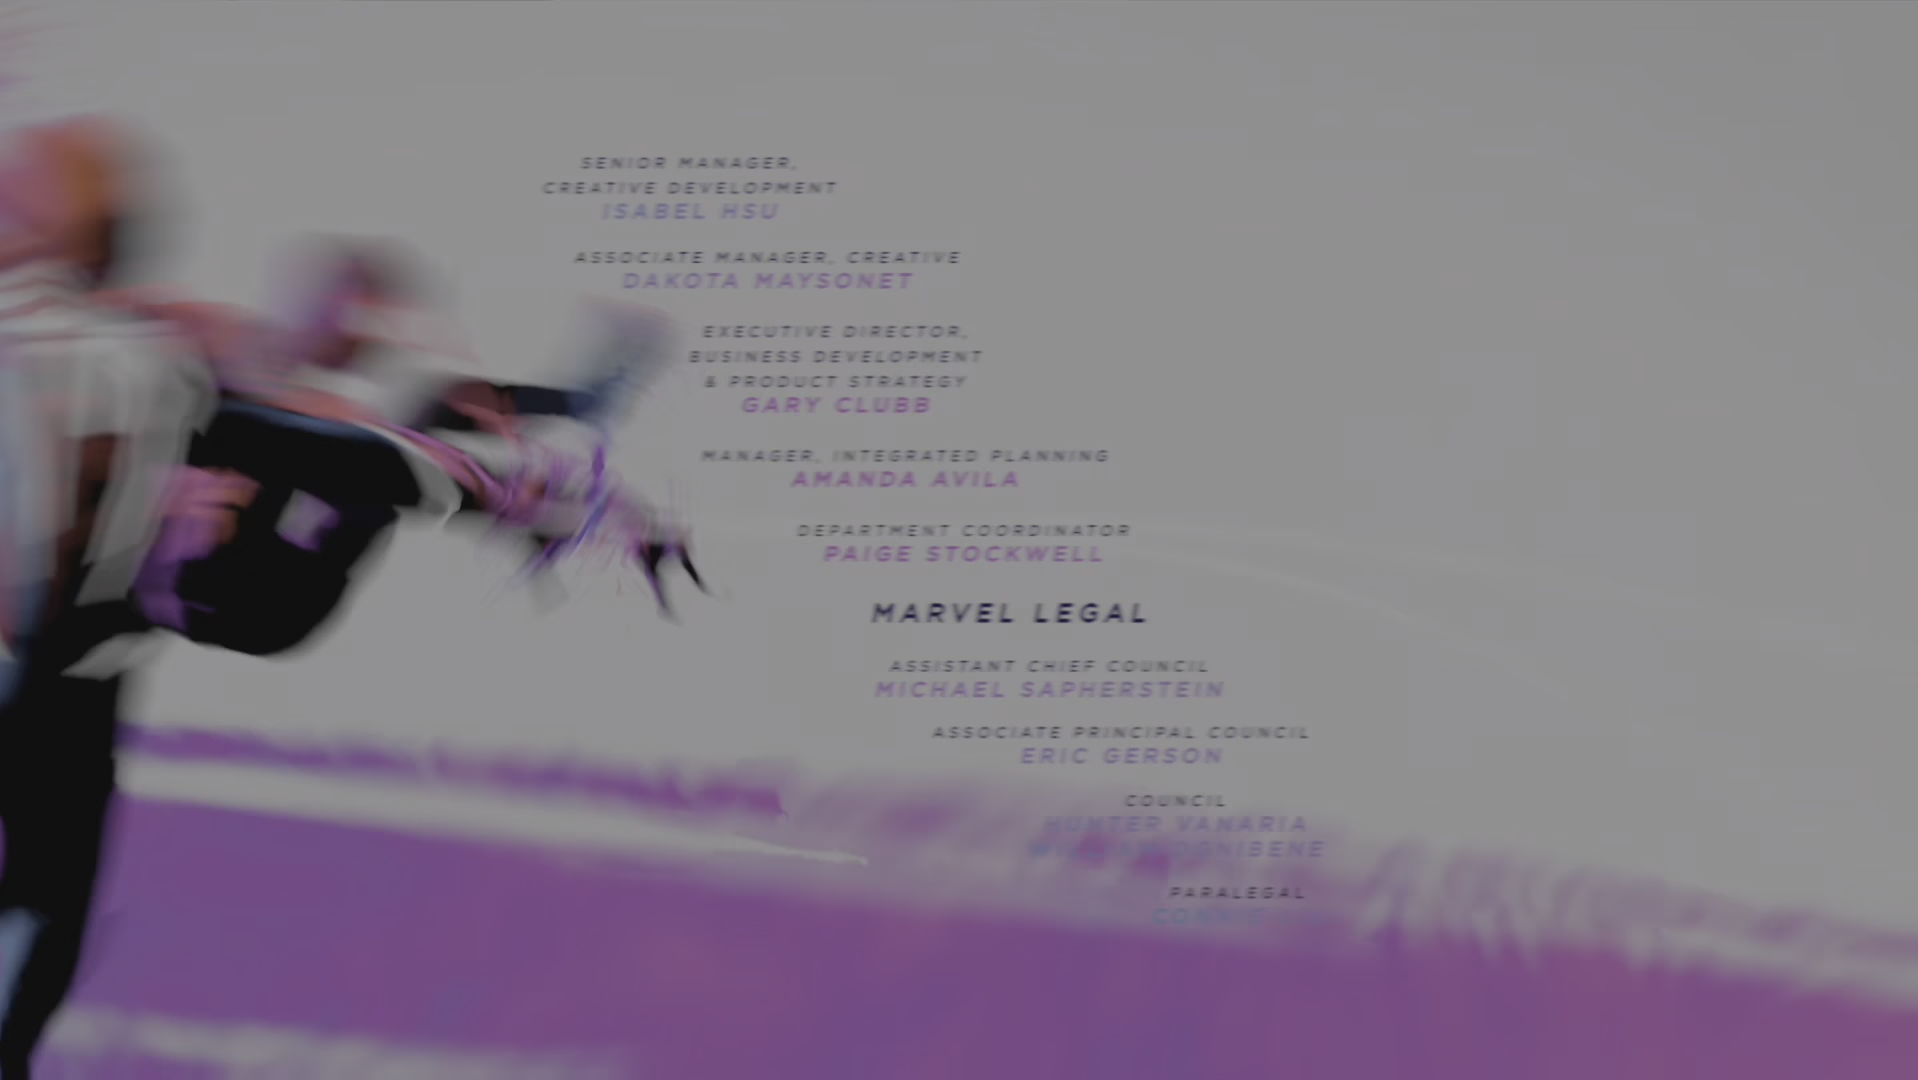 SENIOR MANAGER,
CREATIVE DEVELOPMENT
ISABEL HSU
ASSOCIATE MANAGER, CREATIVE
DAKOTA MAYSONET
EXECUTIVE DIRECTOR,
BUSINESS DEVELOPMENT
& PRODUCT STRATEGY
GARY CLUBB
MANAGER, INTEGRATED PLANNING
AMANDA AVILA
DEPARTMENT COORDINATOR
PAIGE STOCKWELL
MARVEL LEGAL
ASSISTANT CHIEF COUNCIL
MICHAEL SAPHERSTEIN
ASSOCIATE PRINCIPAL COUNCIL
ERIC GERSON
COUNCIL
HUNTER VANARIA
PARALEGAL